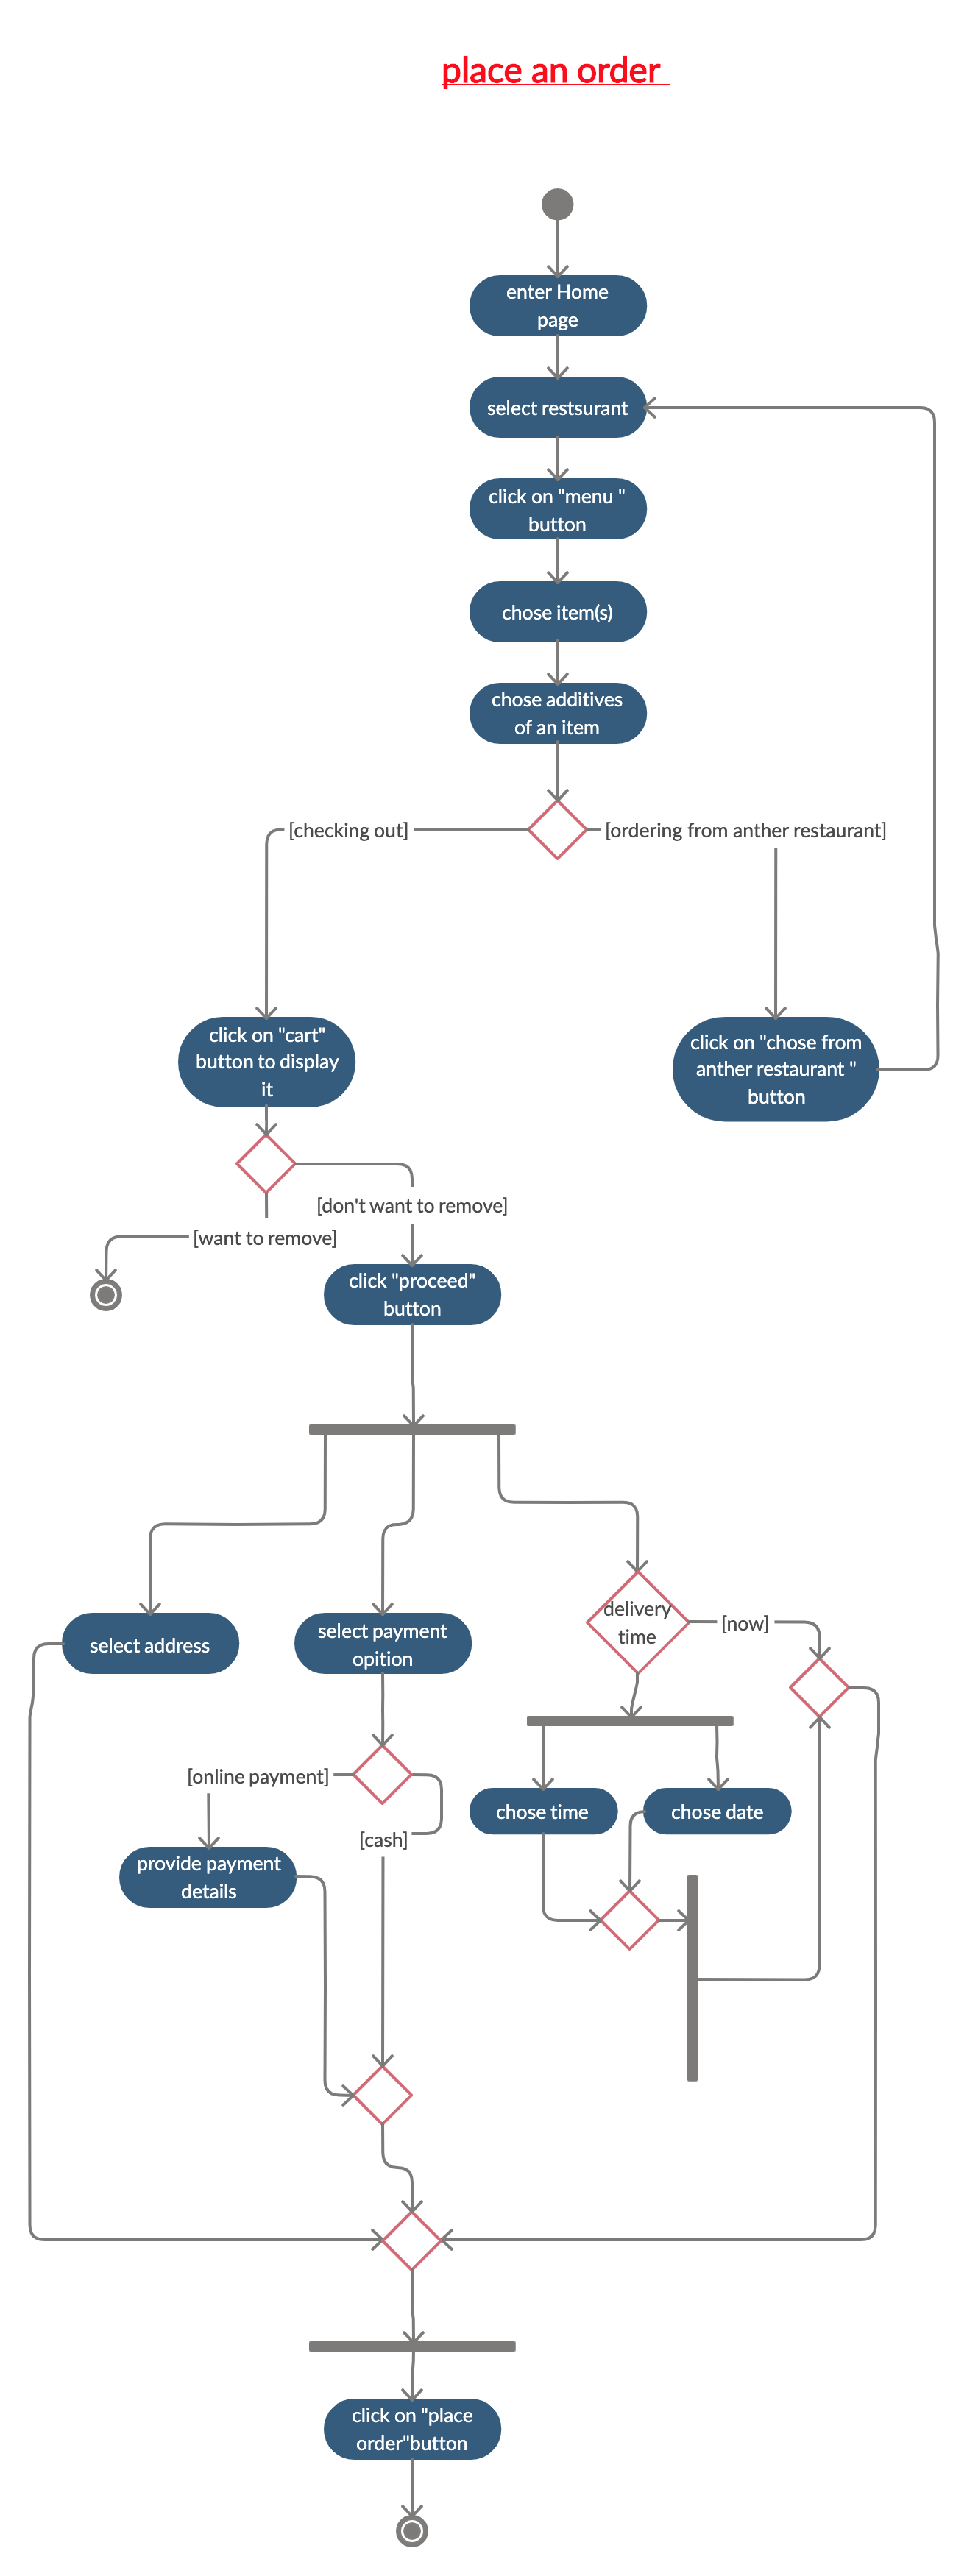 place an order
enter Home
page
select restsurant
click on "menu "
button
chose item(s)
chose additives
of an item
[checking out]
[ordering from anther restaurant]
click on "cart"
button to display
it
click on "chose from
anther restaurant "
button
[don't want to remove]
[want to remove]
click "proceed"
button
delivery
time
[now]
select address
select payment
opition
[online payment]
chose time
chose date
[cash]
provide payment
details
click on "place
order"button